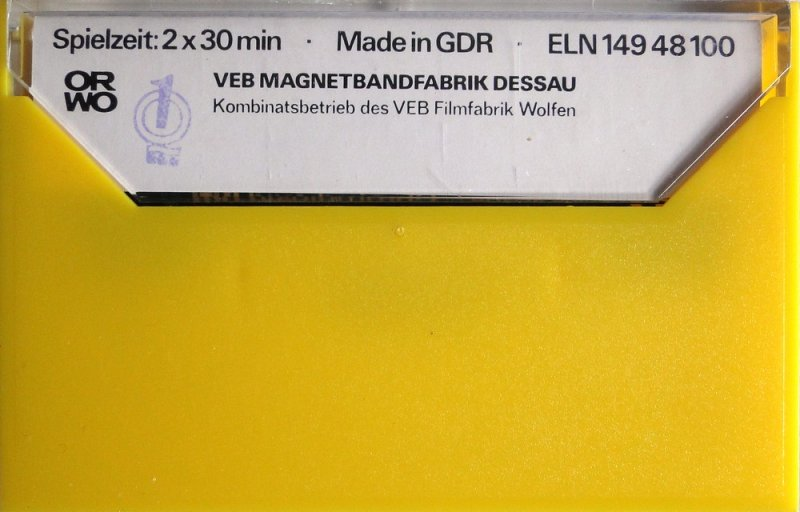 Spielzeit: 2 x 30 min · Made in GDR · ELN 149 48 100
OR
WO
VEB MAGNETBANDFABRIK DESSAU
Kombinatsbetrieb des VEB Filmfabrik Wolfen
1